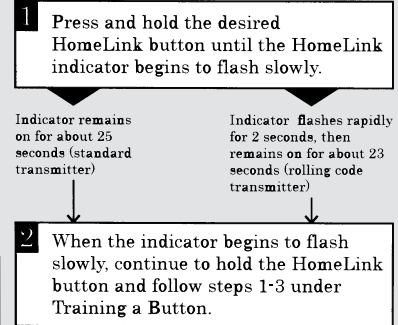 1
Press and hold the desired
HomeLink button until the HomeLink
indicator begins to flash slowly.
Indicator remains
on for about 25
seconds (standard
transmitter)
Indicator flashes rapidly
for 2 seconds, then
remains on for about 23
seconds (rolling code
transmitter)
2
When the indicator begins to flash
slowly, continue to hold the HomeLink
button and follow steps 1-3 under
Training a Button.